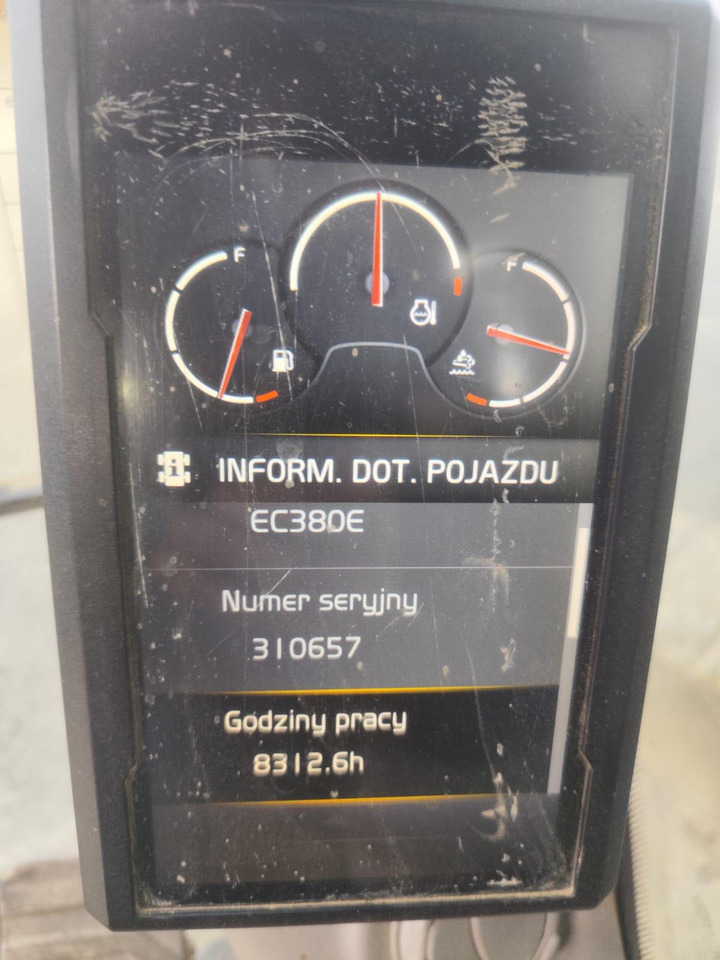 F
F
INFORM. DOT. POJAZDU
EC380E
Numer seryjny
310657
Godziny pracy
8312.6h